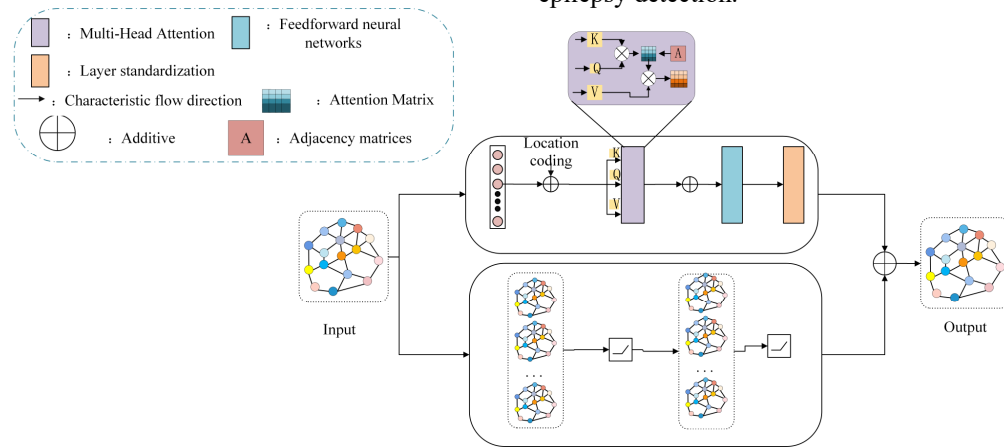 epilepsy detection.
: Multi-Head Attention
: Feedforward neural
networks
: Layer standardization
: Characteristic flow direction
: Attention Matrix
: Additive
A
: Adjacency matrices
K
Q
V
A
Location
coding
K
Q
V
Input
...
...
Output